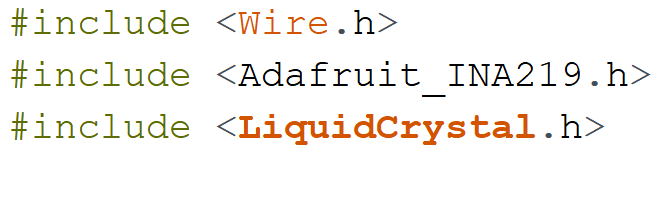 #include <Wire.h>
#include <Adafruit_INA219.h>
#include <LiquidCrystal.h>